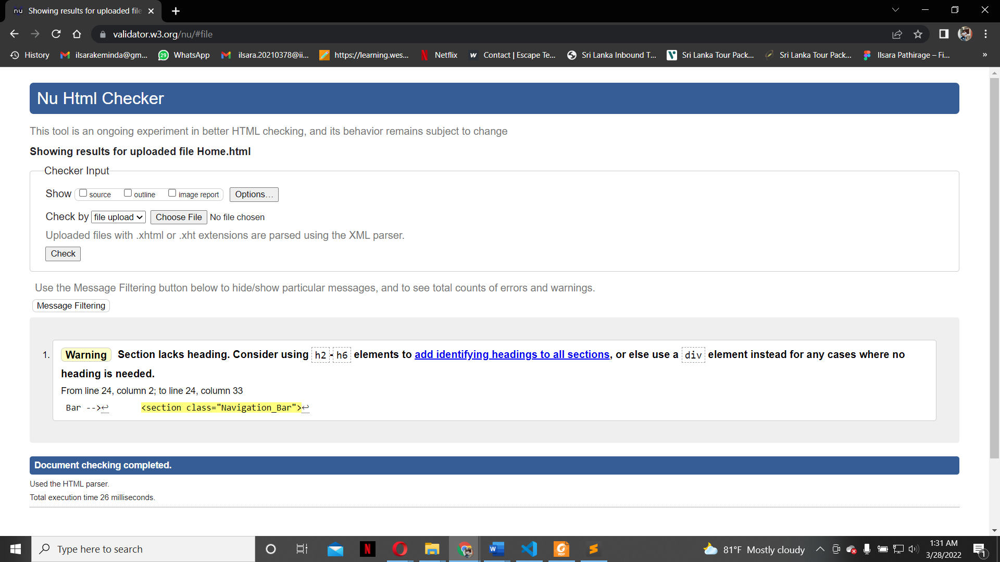 nu Showing results for uploaded file
validator.w3.org/nu/#file
History ilsarakeminda@gm... 29 WhatsApp ilsara.20210378@ii... https://learning.wes... Netflix w Contact | Escape Te... Sri Lanka Inbound T... Sri Lanka Tour Pack... Sri Lanka Tour Pack... Ilsara Pathirage – Fi... »
Nu Html Checker
This tool is an ongoing experiment in better HTML checking, and its behavior remains subject to change
Showing results for uploaded file Home.html
Checker Input
Show source outline image report Options...
Check by file upload Choose File No file chosen
Uploaded files with .xhtml or .xht extensions are parsed using the XML parser.
Check
Use the Message Filtering button below to hide/show particular messages, and to see total counts of errors and warnings.
Message Filtering
1. Warning Section lacks heading. Consider using h2-h6 elements to add identifying headings to all sections, or else use a div element instead for any cases where no
heading is needed.
From line 24, column 2; to line 24, column 33
Bar -->↩ <section class="Navigation_Bar">↩
Document checking completed.
Used the HTML parser.
Total execution time 26 milliseconds.
Type here to search
N
W
PDF
81°F Mostly cloudy
1:31 AM
3/28/2022
1